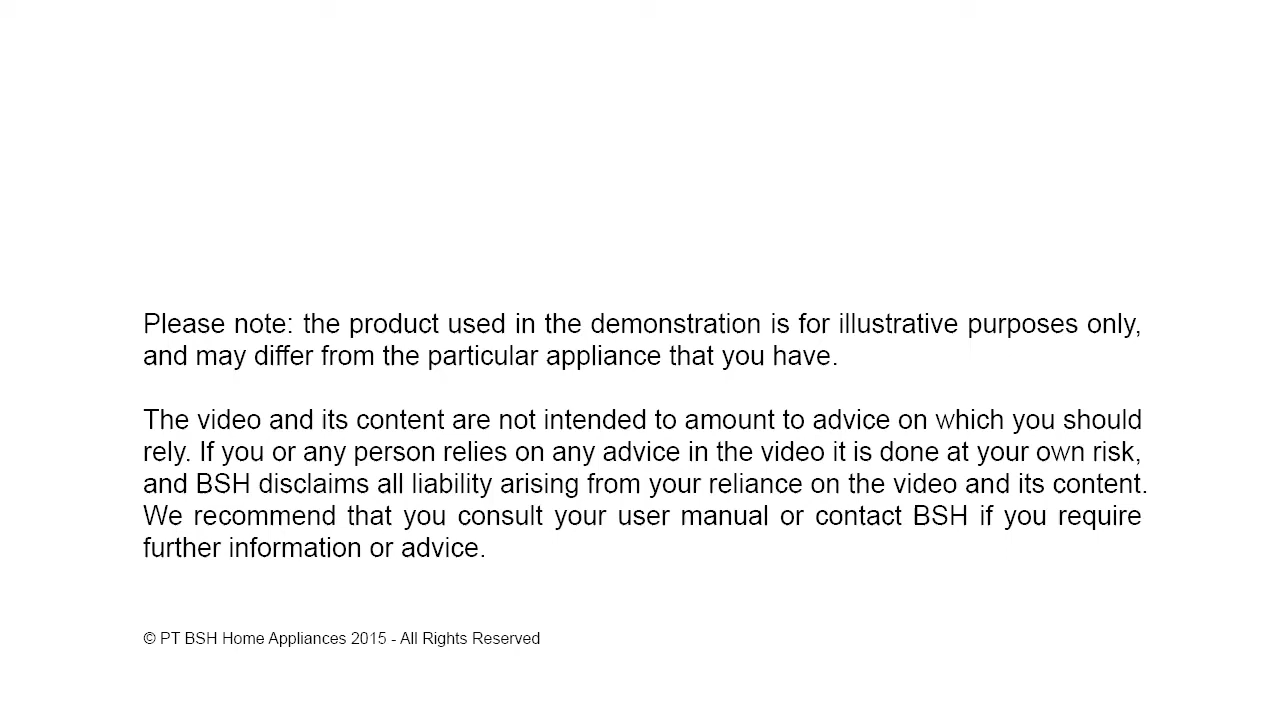 Please note: the product used in the demonstration is for illustrative purposes only,
and may differ from the particular appliance that you have.
The video and its content are not intended to amount to advice on which you should
rely. If you or any person relies on any advice in the video it is done at your own risk,
and BSH disclaims all liability arising from your reliance on the video and its content.
We recommend that you consult your user manual or contact BSH if you require
further information or advice.
© PT BSH Home Appliances 2015 - All Rights Reserved